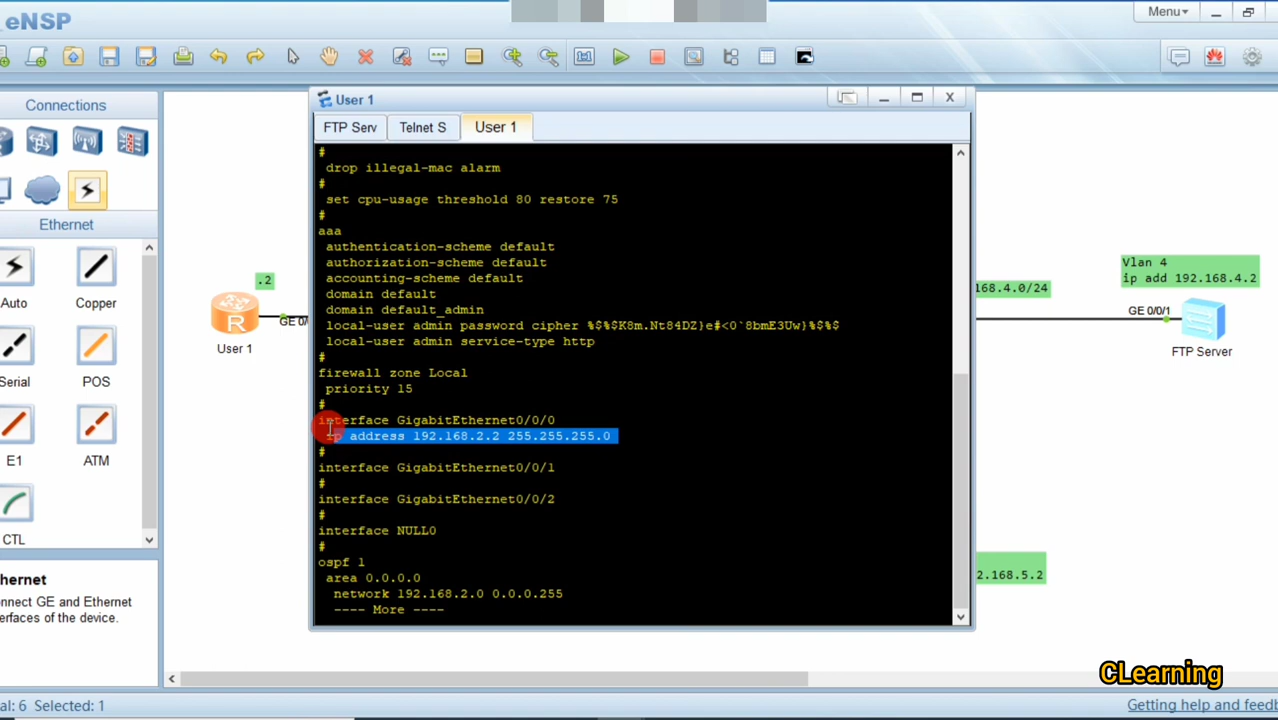 eNSP
Menu
User 1
X
Connections
FTP Serv
Telnet S
User 1
#
drop illegal-mac alarm
#
set cpu-usage threshold 80 restore 75
#
aaa
authentication-scheme default
authorization-scheme default
accounting-scheme default
domain default
domain default_admin
local-user admin password cipher %$%$K8m.Nt84DZ}e#<0`8bmE3Uw}%$%$
local-user admin service-type http
#
firewall zone Local
priority 15
#
interface GigabitEthernet0/0/0
ip address 192.168.2.2 255.255.255.0
#
interface GigabitEthernet0/0/1
#
interface GigabitEthernet0/0/2
#
interface NULL0
#
ospf 1
area 0.0.0.0
network 192.168.2.0 0.0.0.255
---- More ----
Ethernet
Auto
Copper
Serial
POS
E1
ATM
CTL
hernet
nnect GE and Ethernet
erfaces of the device.
.2
R
GE 0/
User 1
168.4.0/24
Vlan 4
ip add 192.168.4.2
GE 0/0/1
FTP Server
2.168.5.2
CLearning
al: 6 Selected: 1
Getting help and feedb